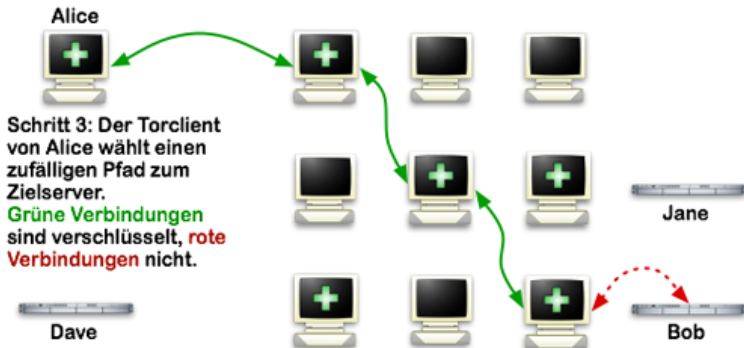 Alice
Schritt 3: Der Torclient
von Alice wählt einen
zufälligen Pfad zum
Zielserver.
Grüne Verbindungen
sind verschlüsselt, rote
Verbindungen nicht.
Jane
Dave
Bob